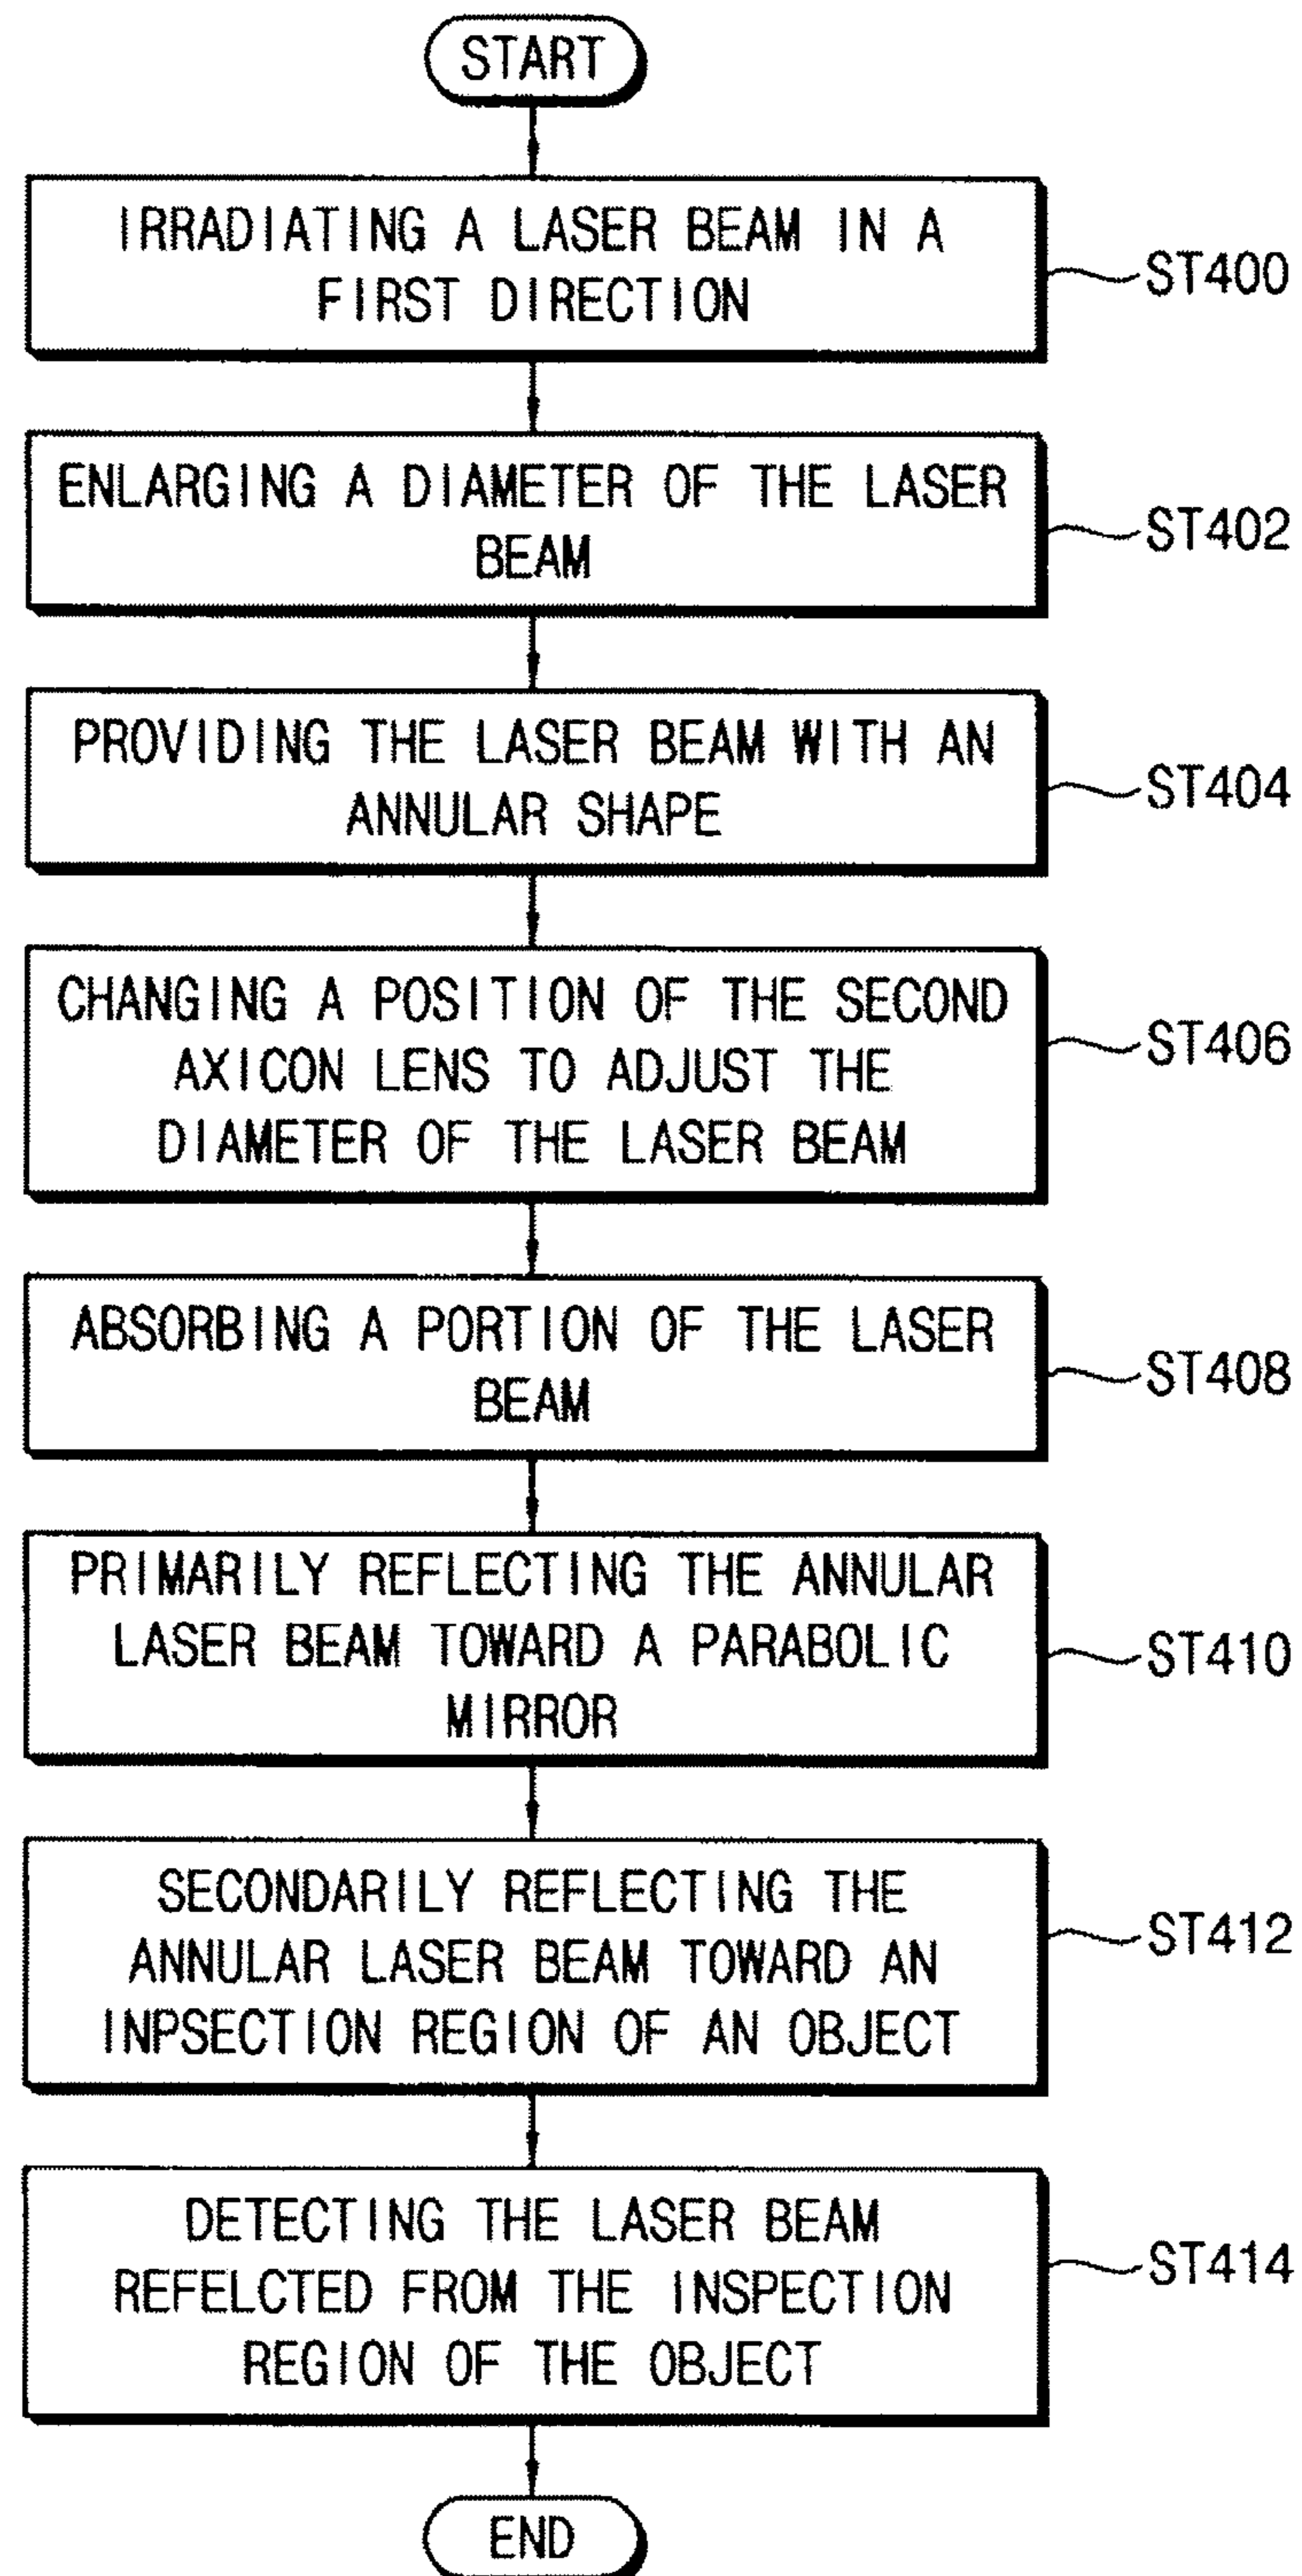 START
IRRADIATING A LASER BEAM IN A
FIRST DIRECTION
ST400
ENLARGING A DIAMETER OF THE LASER
BEAM
ST402
PROVIDING THE LASER BEAM WITH AN
ANNULAR SHAPE
ST404
CHANGING A POSITION OF THE SECOND
AXICON LENS TO ADJUST THE
DIAMETER OF THE LASER BEAM
ST406
ABSORBING A PORTION OF THE LASER
BEAM
ST408
PRIMARILY REFLECTING THE ANNULAR
LASER BEAM TOWARD A PARABOLIC
MIRROR
ST410
SECONDARILY REFLECTING THE
ANNULAR LASER BEAM TOWARD AN
INPSECTION REGION OF AN OBJECT
ST412
DETECTING THE LASER BEAM
REFELCTED FROM THE INSPECTION
REGION OF THE OBJECT
ST414
END